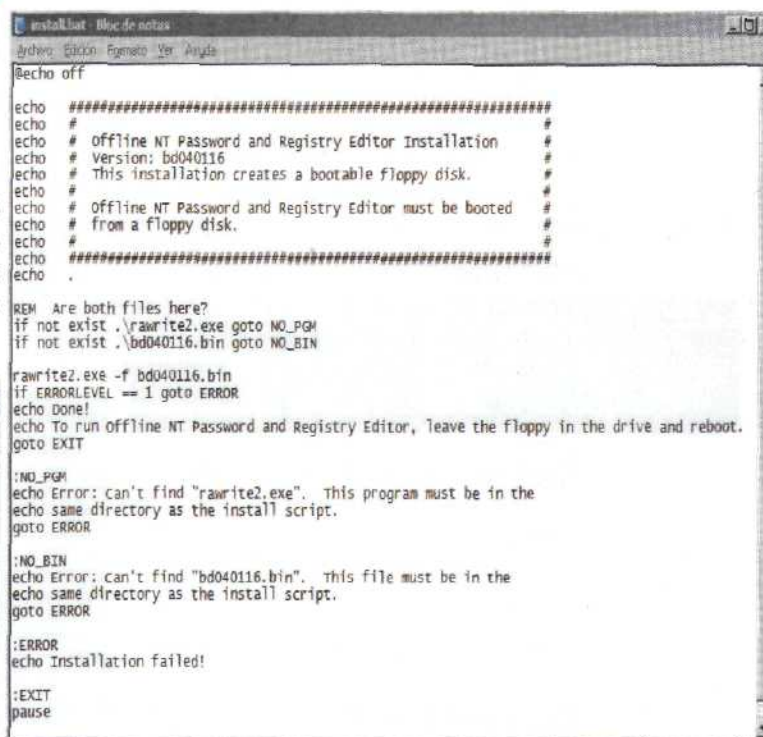 install.bat - Bloc de notas
Archivo Edición Formato Ver Ayuda
@echo off
echo ##############################################################
echo # #
echo # Offline NT Password and Registry Editor Installation #
echo # Version: bd040116 #
echo # This installation creates a bootable floppy disk. #
echo # #
echo # Offline NT Password and Registry Editor must be booted #
echo # from a floppy disk. #
echo # #
echo ##############################################################
echo .
REM Are both files here?
if not exist .\rawrite2.exe goto NO_PGM
if not exist .\bd040116.bin goto NO_BIN
rawrite2.exe -f bd040116.bin
if ERRORLEVEL == 1 goto ERROR
echo Done!
echo To run Offline NT Password and Registry Editor, leave the floppy in the drive and reboot.
goto EXIT
:NO_PGM
echo Error: Can't find "rawrite2.exe". This program must be in the
echo same directory as the install script.
goto ERROR
:NO_BIN
echo Error: Can't find "bd040116.bin". This file must be in the
echo same directory as the install script.
goto ERROR
:ERROR
echo Installation failed!
:EXIT
pause